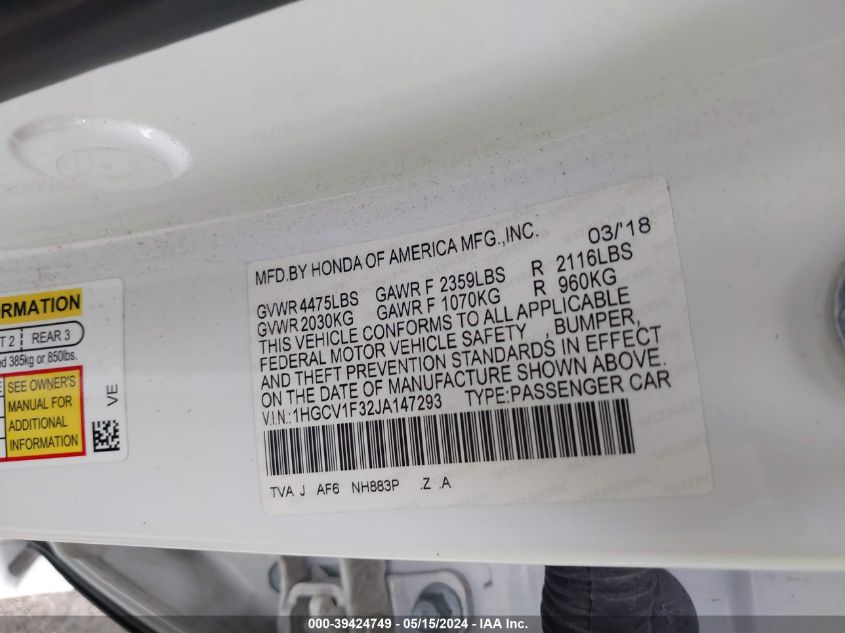 ORMATION
T 2 REAR 3
ed 385kg or 850lbs.
E SEE OWNER'S
MANUAL FOR
ADDITIONAL
INFORMATION
VE
MFD.BY HONDA OF AMERICA MFG.,INC. 03/'18
GVWR 4475LBS GAWR F 2359LBS R 2116LBS
GVWR 2030KG GAWR F 1070KG R 960KG
THIS VEHICLE CONFORMS TO ALL APPLICABLE
FEDERAL MOTOR VEHICLE SAFETY , BUMPER,
AND THEFT PREVENTION STANDARDS IN EFFECT
ON THE DATE OF MANUFACTURE SHOWN ABOVE.
V.I.N.:1HGCV1F32JA147293 TYPE:PASSENGER CAR
TVA J AF6 NH883P .Z .A
000-39424749 — 05/15/2024 — IAA Inc.